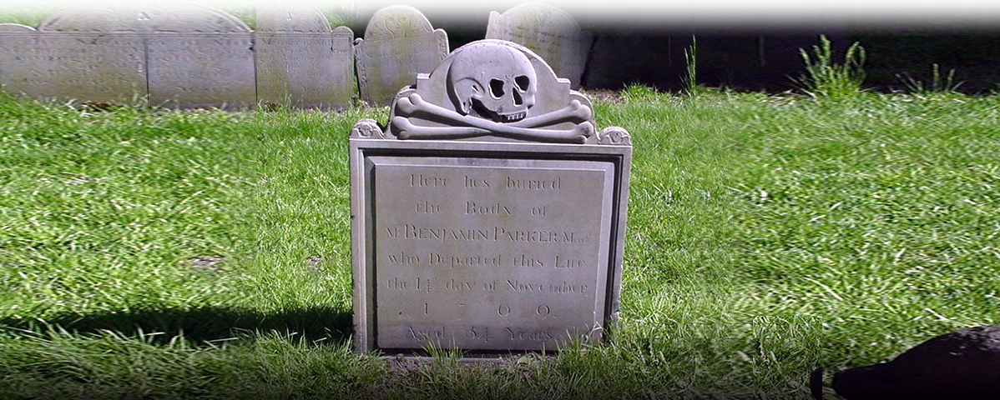 Here lies buried
the Body of
Mr BENJAMIN PARKER Merch
who Departed this Life
the 14 day of November
1769.
Aged 54 Years